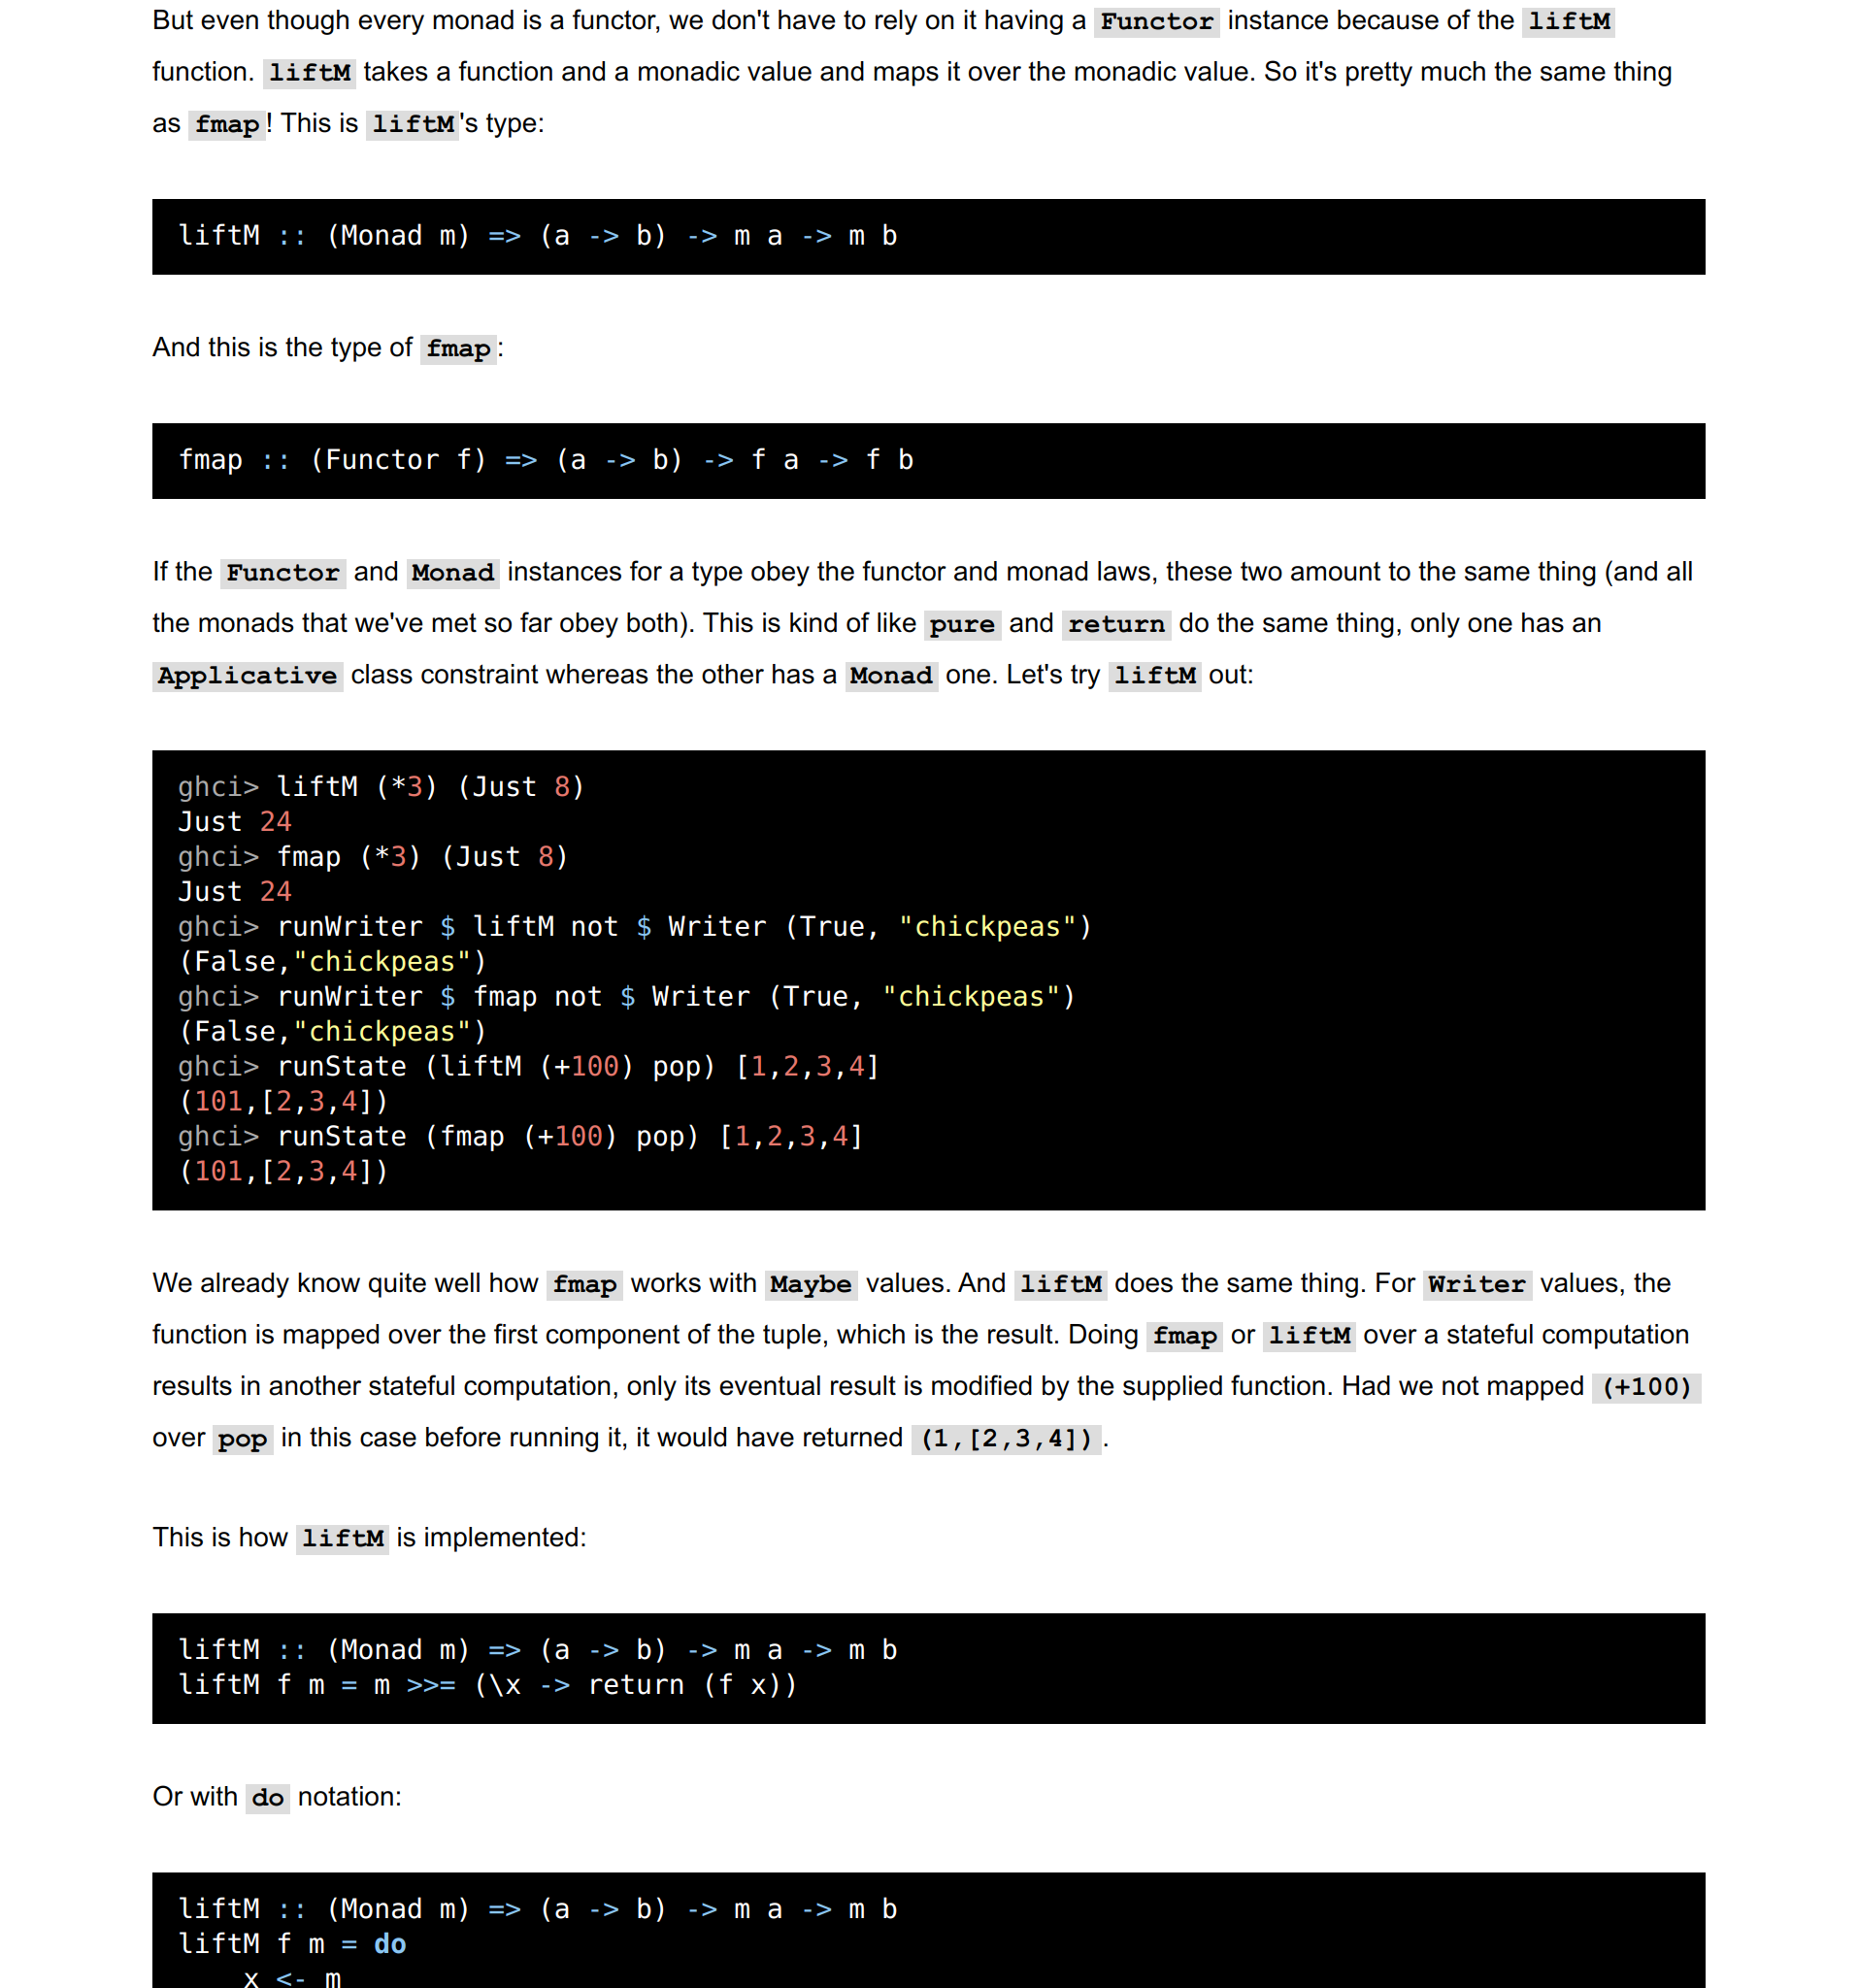 But even though every monad is a functor, we don't have to rely on it having a Functor instance because of the liftM
function. liftM takes a function and a monadic value and maps it over the monadic value. So it's pretty much the same thing
as fmap! This is liftM's type:
liftM :: (Monad m) => (a -> b) -> m a -> m b
And this is the type of fmap:
fmap :: (Functor f) => (a -> b) -> f a -> f b
If the Functor and Monad instances for a type obey the functor and monad laws, these two amount to the same thing (and all
the monads that we've met so far obey both). This is kind of like pure and return do the same thing, only one has an
Applicative class constraint whereas the other has a Monad one. Let's try liftM out:
ghci> liftM (*3) (Just 8)
Just 24
ghci> fmap (*3) (Just 8)
Just 24
ghci> runWriter $ liftM not $ Writer (True, "chickpeas")
(False,"chickpeas")
ghci> runWriter $ fmap not $ Writer (True, "chickpeas")
(False,"chickpeas")
ghci> runState (liftM (+100) pop) [1,2,3,4]
(101,[2,3,4])
ghci> runState (fmap (+100) pop) [1,2,3,4]
(101,[2,3,4])
We already know quite well how fmap works with Maybe values. And liftM does the same thing. For Writer values, the
function is mapped over the first component of the tuple, which is the result. Doing fmap or liftM over a stateful computation
results in another stateful computation, only its eventual result is modified by the supplied function. Had we not mapped (+100)
over pop in this case before running it, it would have returned (1,[2,3,4]).
This is how liftM is implemented:
liftM :: (Monad m) => (a -> b) -> m a -> m b
liftM f m = m >>= (\x -> return (f x))
Or with do notation:
liftM :: (Monad m) => (a -> b) -> m a -> m b
liftM f m = do
    x <- m